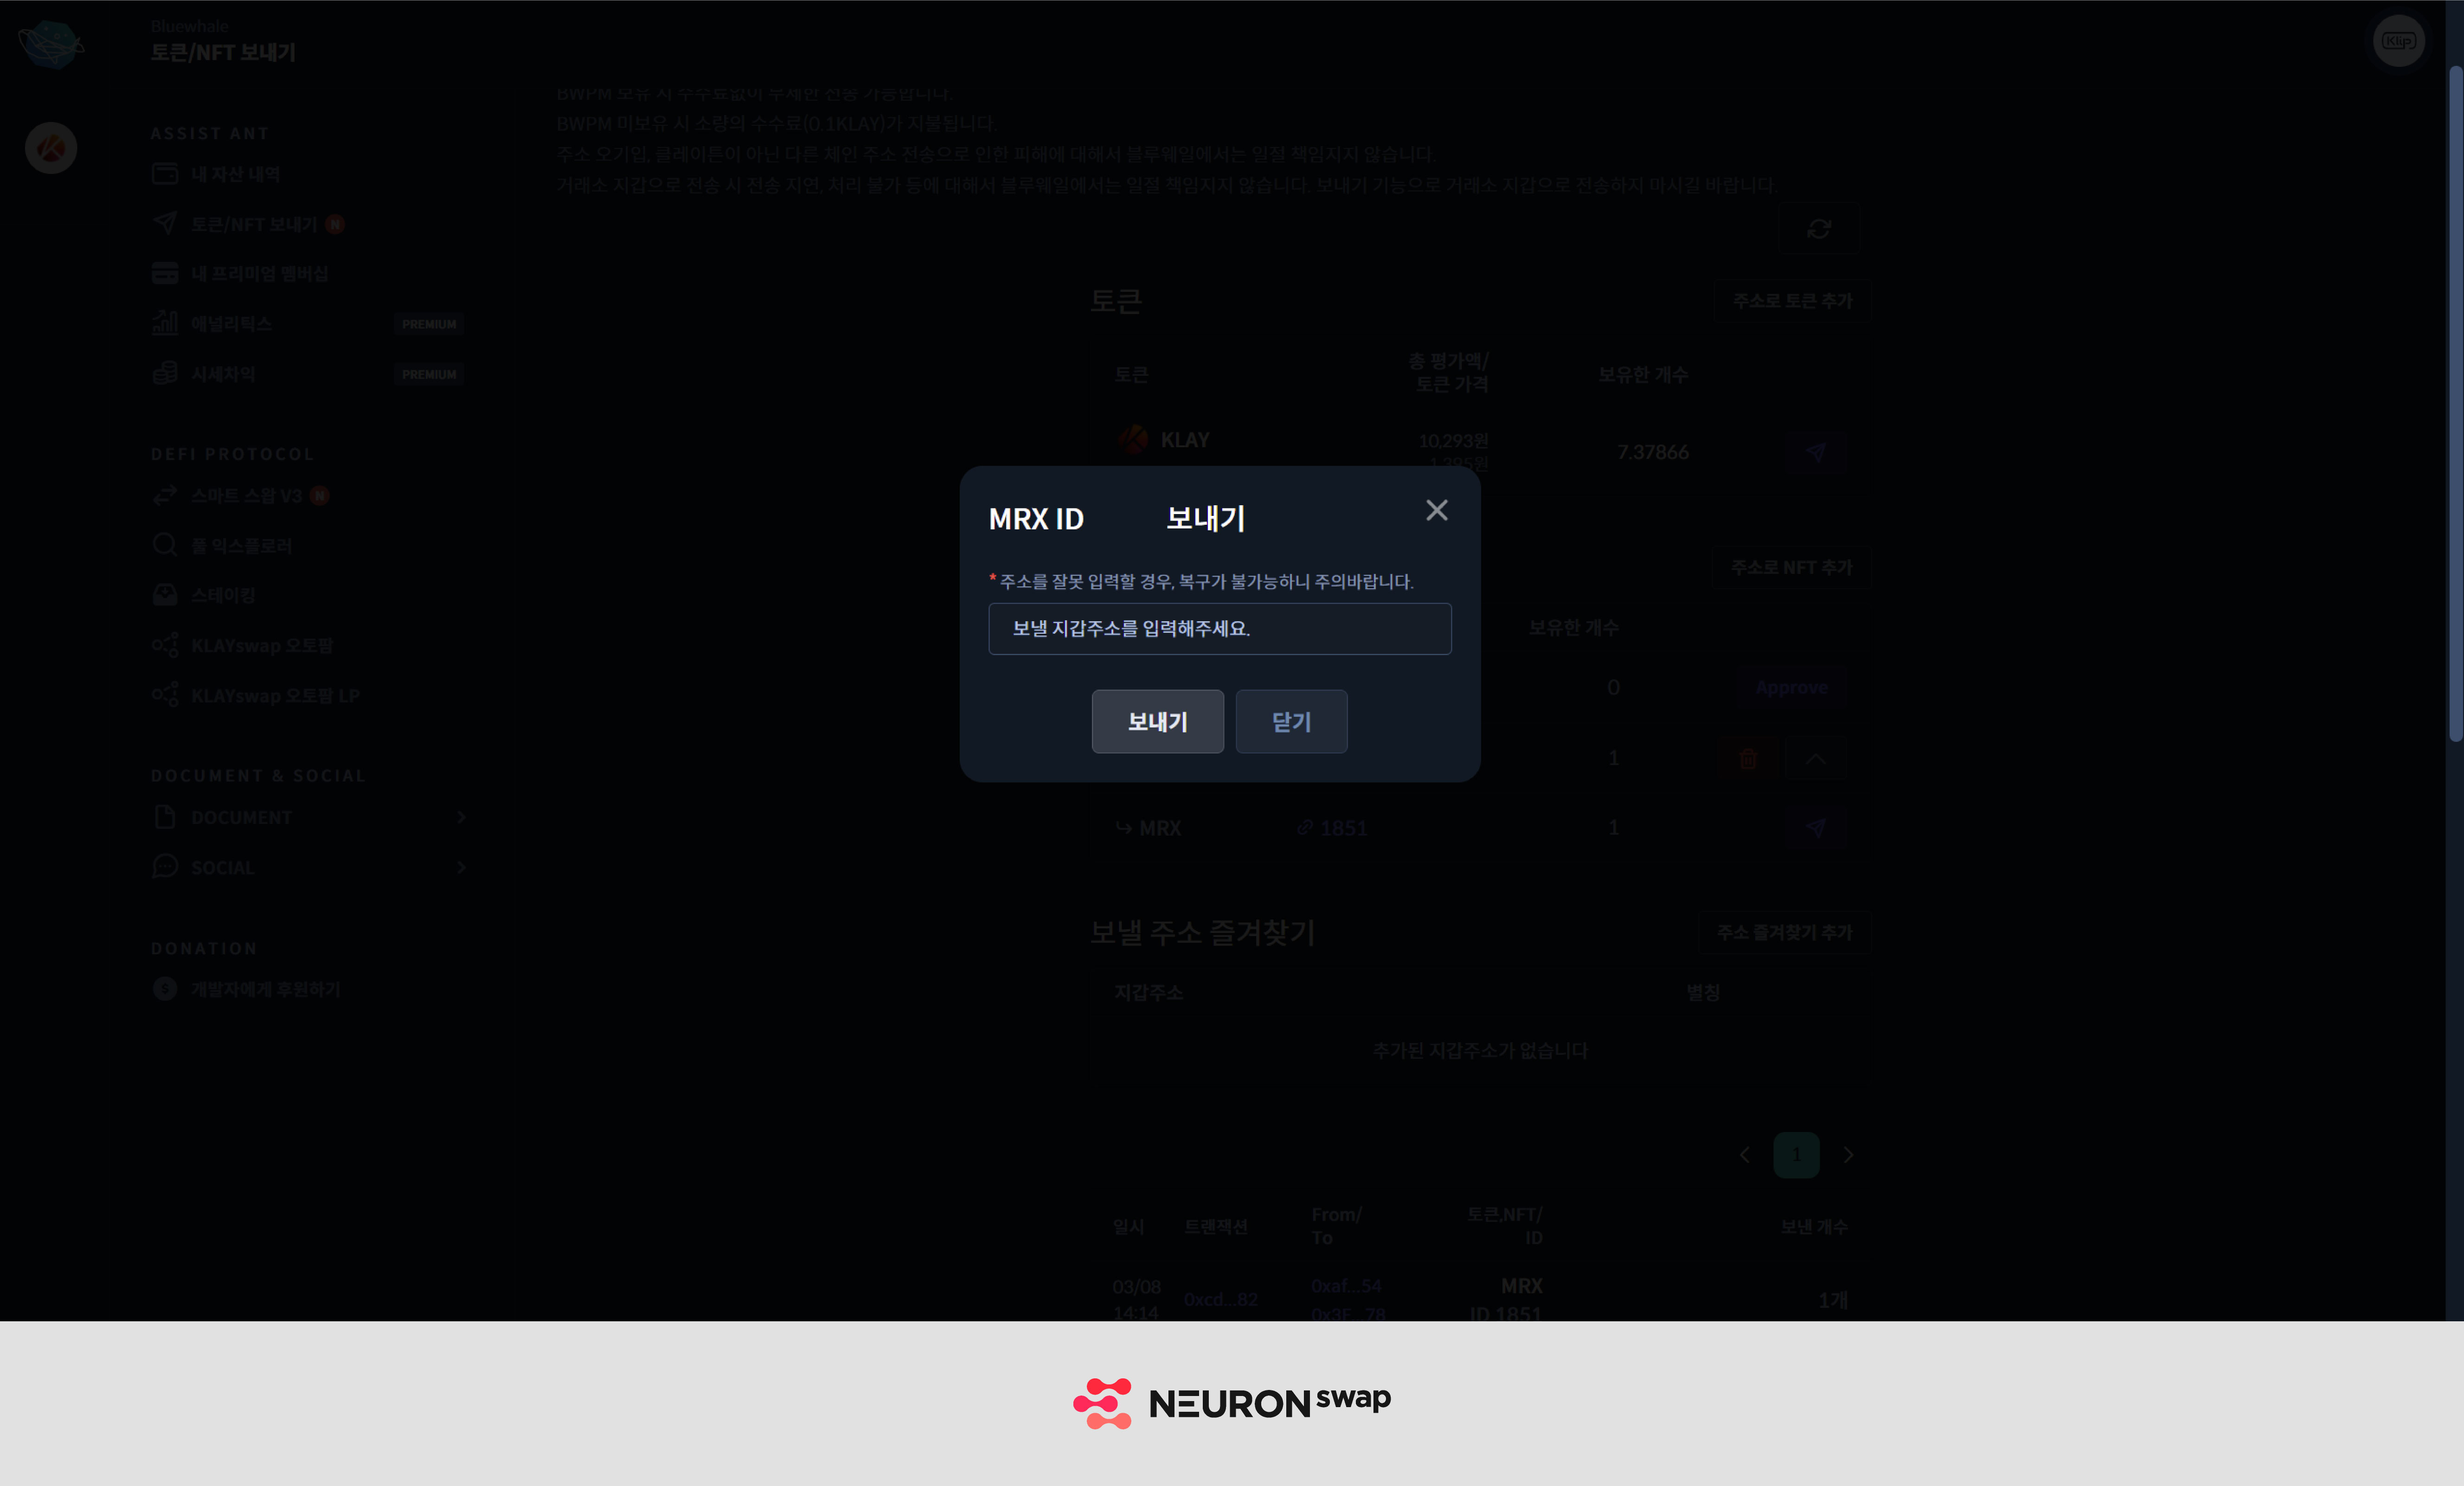 Bluewhale
토큰/NFT 보내기
Klip
ASSIST ANT
내 자산 내역
토큰/NFT 보내기 N
내 프리미엄 멤버십
애널리틱스 PREMIUM
시세차익 PREMIUM
DEFI PROTOCOL
스마트 스왑 V3 N
풀 익스플로러
스테이킹
KLAYswap 오토팜
KLAYswap 오토팜 LP
DOCUMENT & SOCIAL
DOCUMENT
SOCIAL
DONATION
개발자에게 후원하기
BWPM 보유 시 수수료없이 무제한 전송 가능합니다.
BWPM 미보유 시 소량의 수수료(0.1KLAY)가 지불됩니다.
주소 오기입, 클레이튼이 아닌 다른 체인 주소 전송으로 인한 피해에 대해서 블루웨일에서는 일절 책임지지 않습니다.
거래소 지갑으로 전송 시 전송 지연, 처리 불가 등에 대해서 블루웨일에서는 일절 책임지지 않습니다. 보내기 기능으로 거래소 지갑으로 전송하지 마시길 바랍니다.
토큰 주소로 토큰 추가
토큰 총 평가액/ 보유한 개수
토큰 가격
KLAY 10,293원 7.37866
1,395원
MRX ID 보내기
* 주소를 잘못 입력할 경우, 복구가 불가능하니 주의바랍니다.
보낼 지갑주소를 입력해주세요.
보내기 닫기
주소로 NFT 추가
보유한 개수
0 Approve
1
MRX 1851 1
보낼 주소 즐겨찾기 주소 즐겨찾기 추가
지갑주소 별칭
추가된 지갑주소가 없습니다
1
일시 트랜잭션 From/ 토큰,NFT/ 보낸 개수
To ID
03/08 0xcd...82 0xaf...54 MRX 1개
14:14 0x3F...78 ID 1851
NEURON swap